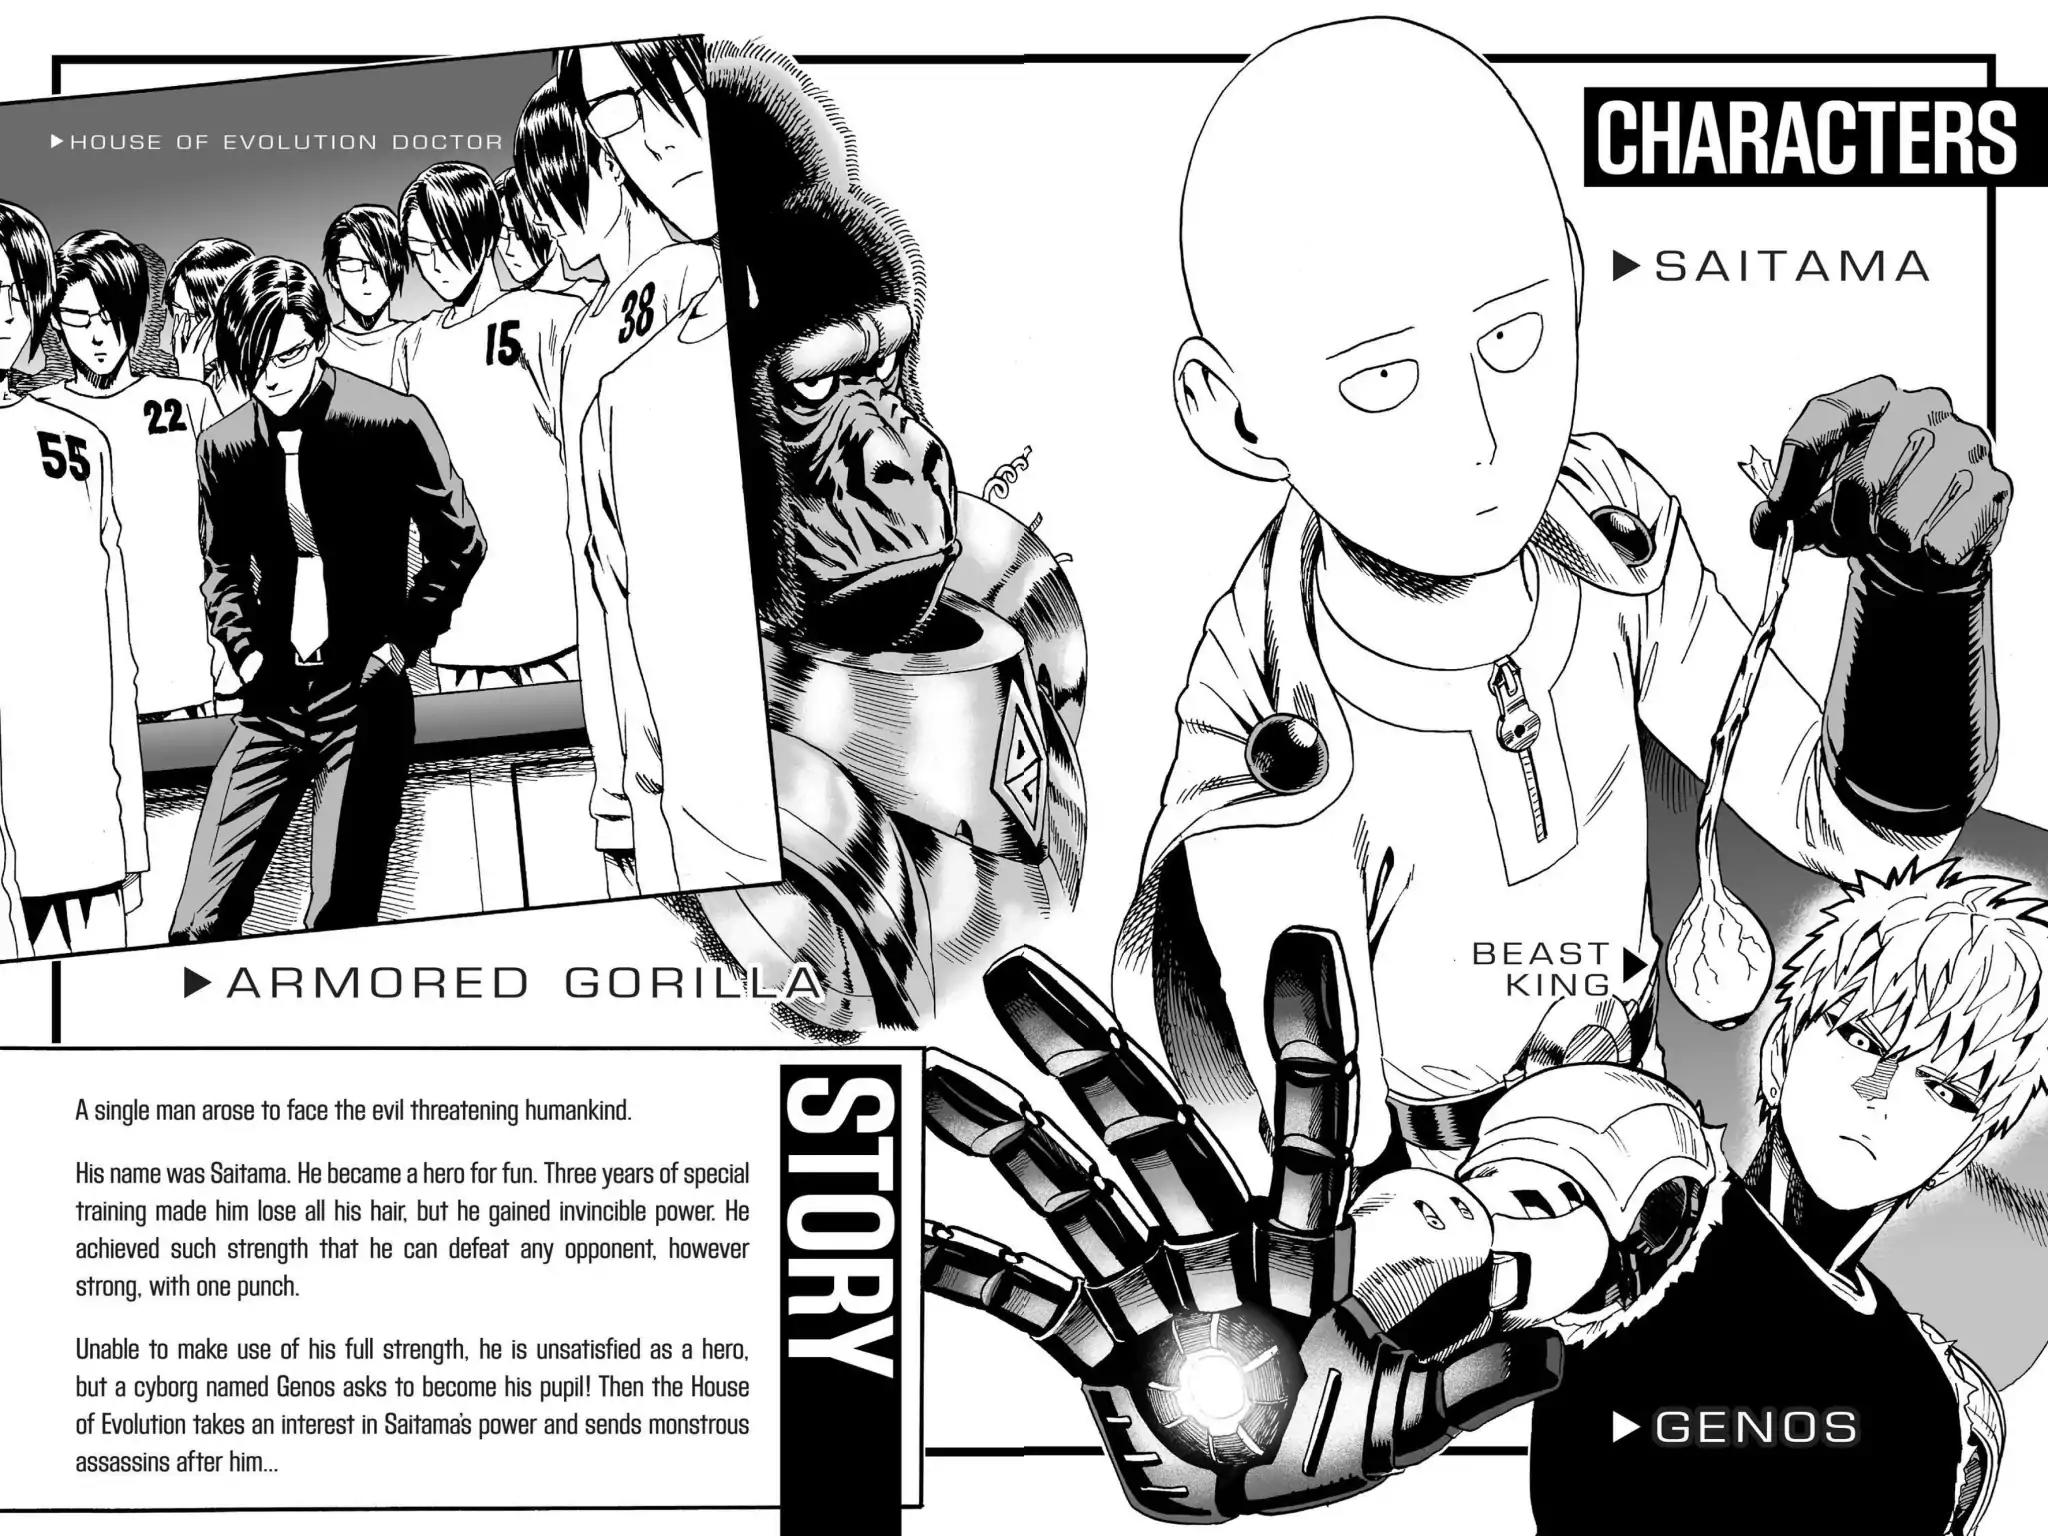 CHARACTERS
SAITAMA
HOUSE OF EVOLUTION DOCTOR
55
22
15
38
ARMORED GORILLA
BEAST
KING
GENOS
STORY
A single man arose to face the evil threatening humankind.
His name was Saitama. He became a hero for fun. Three years of special
training made him lose all his hair, but he gained invincible power. He
achieved such strength that he can defeat any opponent, however
strong, with one punch.
Unable to make use of his full strength, he is unsatisfied as a hero,
but a cyborg named Genos asks to become his pupil! Then the House
of Evolution takes an interest in Saitama's power and sends monstrous
assassins after him...